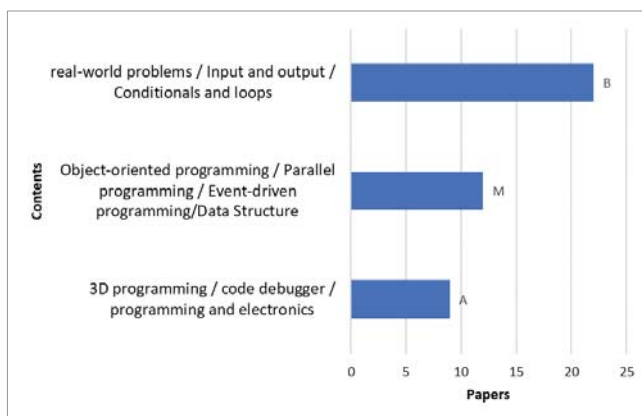 real-world problems / Input and output /
Conditionals and loops
B
Object-oriented programming / Parallel
programming / Event-driven
programming/Data Structure
M
3D programming / code debugger /
programming and electronics
A
Contents
0 5 10 15 20 25
Papers